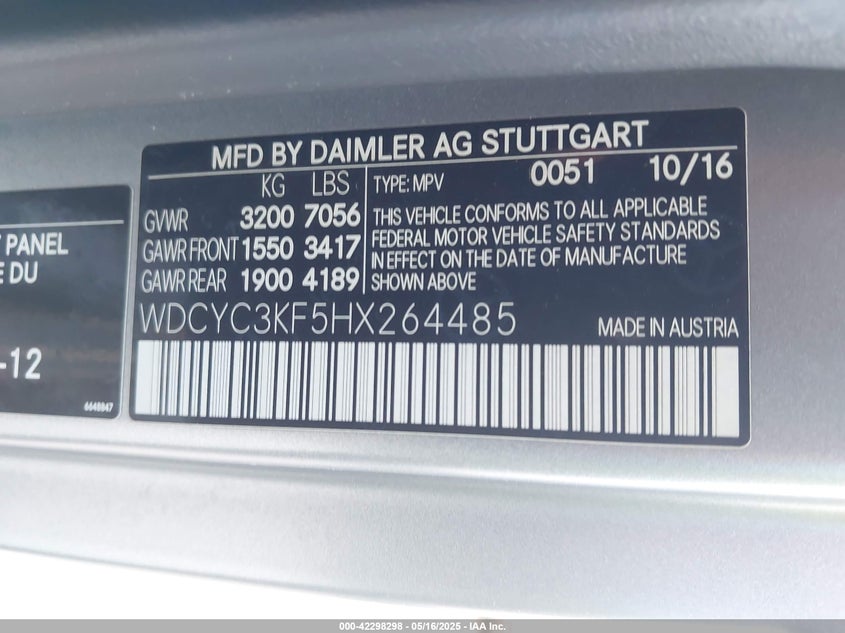 MFD BY DAIMLER AG STUTTGART
KG LBS
GVWR 3200 7056
GAWR FRONT 1550 3417
GAWR REAR 1900 4189
TYPE: MPV 0051 10/16
THIS VEHICLE CONFORMS TO ALL APPLICABLE
FEDERAL MOTOR VEHICLE SAFETY STANDARDS
IN EFFECT ON THE DATE OF MANUFACTURE
SHOWN ABOVE
WDCYC3KF5HX264485 MADE IN AUSTRIA
PANEL
DU
-12
6648847
000-42298298 - 05/16/2025 - IAA Inc.